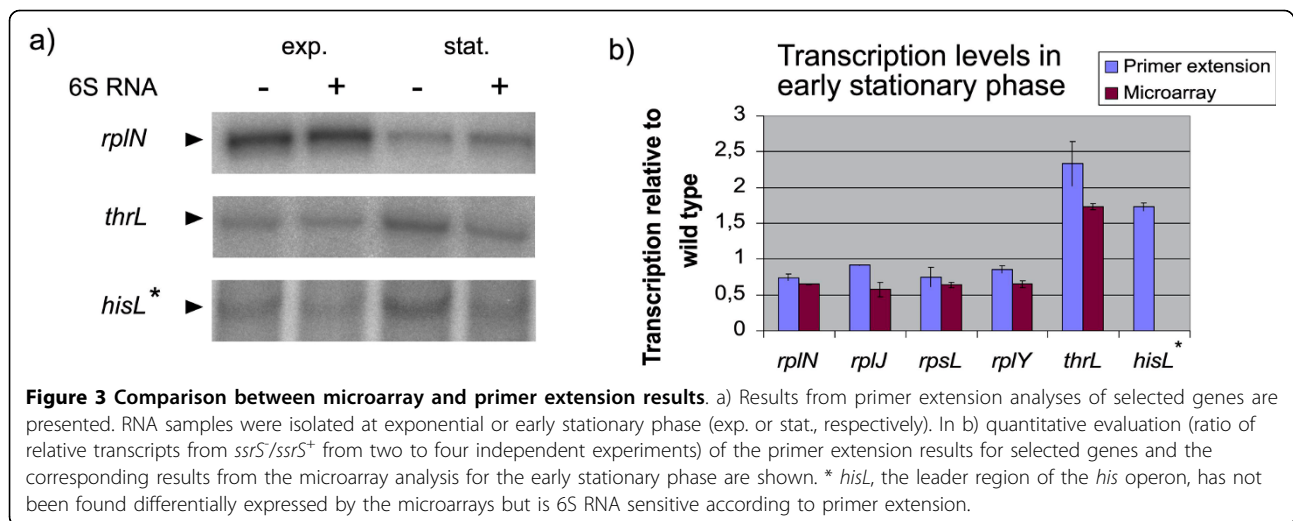 a)
exp. stat.
6S RNA - + - +
rplN
thrL
hisL*
b)
Transcription levels in
early stationary phase
Primer extension
Microarray
Transcription relative to
wild type
3
2,5
2
1,5
1
0,5
0
rplN rplJ rpsL rplY thrL hisL*
Figure 3 Comparison between microarray and primer extension results. a) Results from primer extension analyses of selected genes are
presented. RNA samples were isolated at exponential or early stationary phase (exp. or stat., respectively). In b) quantitative evaluation (ratio of
relative transcripts from ssrS⁻/ssrS⁺ from two to four independent experiments) of the primer extension results for selected genes and the
corresponding results from the microarray analysis for the early stationary phase are shown. * hisL, the leader region of the his operon, has not
been found differentially expressed by the microarrays but is 6S RNA sensitive according to primer extension.